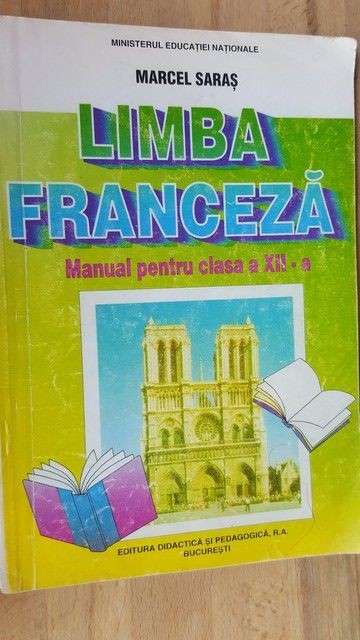 MINISTERUL EDUCAȚIEI NAȚIONALE
MARCEL SARAȘ
LIMBA
FRANCEZĂ
Manual pentru clasa a XII - a
EDITURA DIDACTICĂ ȘI PEDAGOGICĂ, R.A.
BUCUREȘTI